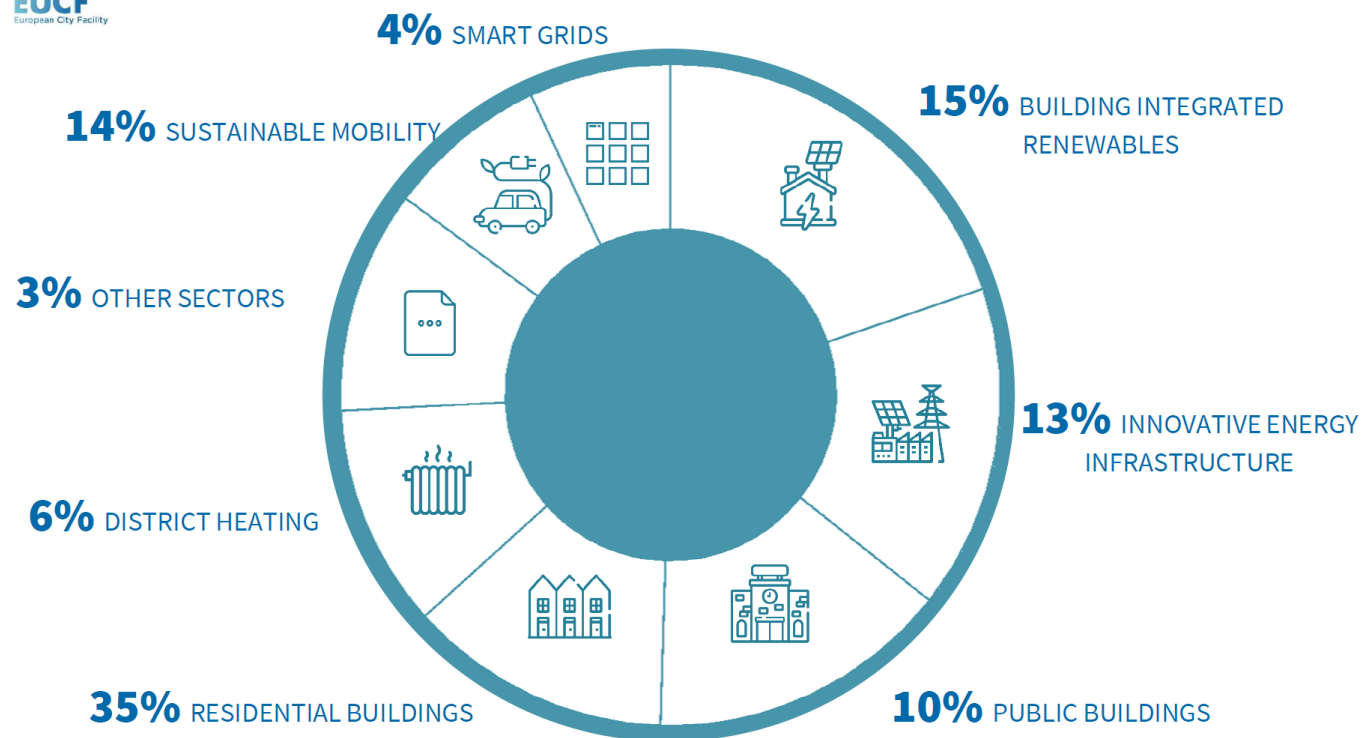 EUCF
European City Facility
4% SMART GRIDS
15% BUILDING INTEGRATED
RENEWABLES
14% SUSTAINABLE MOBILITY
3% OTHER SECTORS
13% INNOVATIVE ENERGY
INFRASTRUCTURE
6% DISTRICT HEATING
35% RESIDENTIAL BUILDINGS
10% PUBLIC BUILDINGS